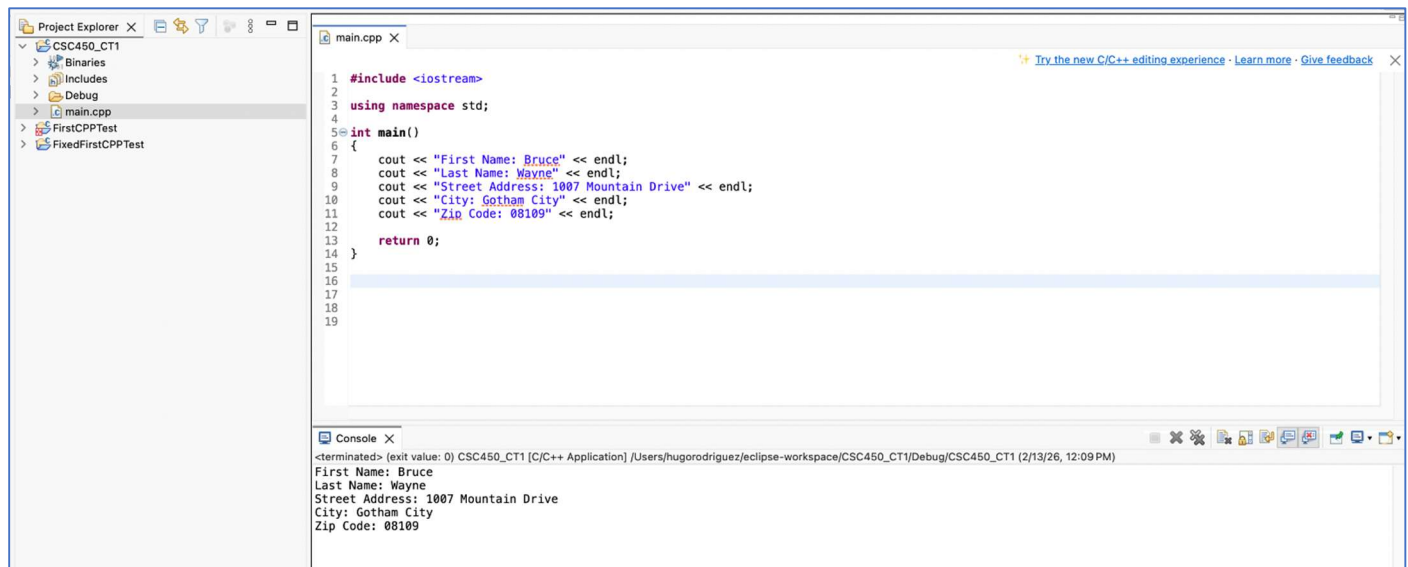 Project Explorer
CSC450_CT1
Binaries
Includes
Debug
main.cpp
FirstCPPTest
FixedFirstCPPTest
main.cpp
Try the new C/C++ editing experience · Learn more · Give feedback
1 #include <iostream>
2
3 using namespace std;
4
5 int main()
6 {
7 cout << "First Name: Bruce" << endl;
8 cout << "Last Name: Wayne" << endl;
9 cout << "Street Address: 1007 Mountain Drive" << endl;
10 cout << "City: Gotham City" << endl;
11 cout << "Zip Code: 08109" << endl;
12
13 return 0;
14 }
15
16
17
18
19
Console
<terminated> (exit value: 0) CSC450_CT1 [C/C++ Application] /Users/hugorodriguez/eclipse-workspace/CSC450_CT1/Debug/CSC450_CT1 (2/13/26, 12:09 PM)
First Name: Bruce
Last Name: Wayne
Street Address: 1007 Mountain Drive
City: Gotham City
Zip Code: 08109